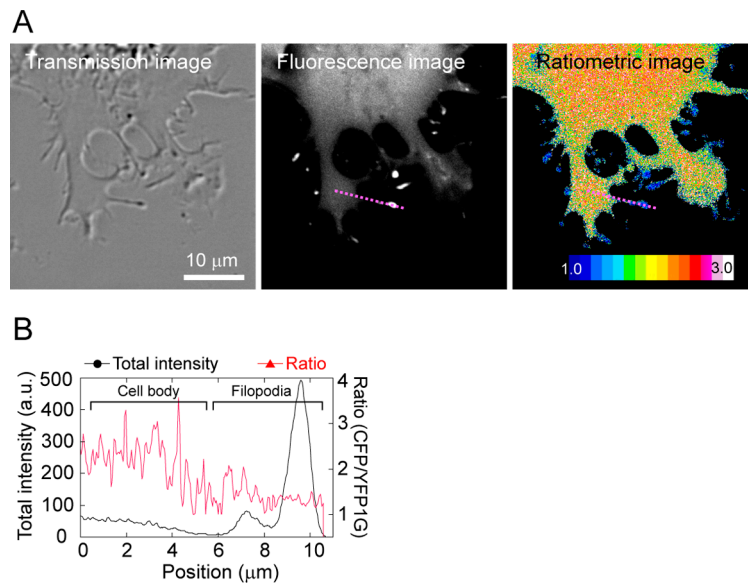 A
Transmission image
Fluorescence image
Ratiometric image
10 μm
1.0
3.0
B
Total intensity
Ratio
500
400
300
200
100
0
Total intensity (a.u.)
Cell body
Filopodia
4
3
2
1
Ratio (CFP/YFP1G)
0 2 4 6 8 10
Position (μm)